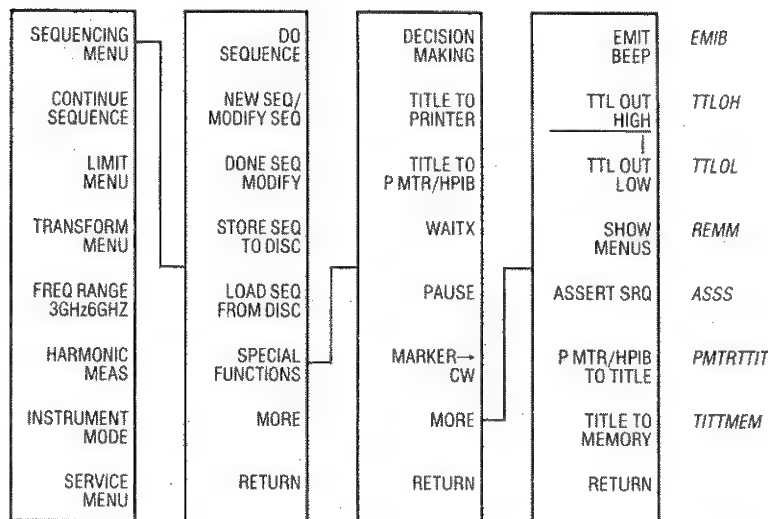 SEQUENCING
MENU
CONTINUE
SEQUENCE
LIMIT
MENU
TRANSFORM
MENU
FREQ RANGE
3GHz6GHZ
HARMONIC
MEAS
INSTRUMENT
MODE
SERVICE
MENU
DO
SEQUENCE
NEW SEQ/
MODIFY SEQ
DONE SEQ
MODIFY
STORE SEQ
TO DISC
LOAD SEQ
FROM DISC
SPECIAL
FUNCTIONS
MORE
RETURN
DECISION
MAKING
TITLE TO
PRINTER
TITLE TO
P MTR/HPIB
WAITX
PAUSE
MARKER→
CW
MORE
RETURN
EMIT
BEEP
EMIB
TTL OUT
HIGH
TTLOH
TTL OUT
LOW
TTLOL
SHOW
MENUS
REMM
ASSERT SRQ
ASSS
P MTR/HPIB
TO TITLE
PMTRTTIT
TITLE TO
MEMORY
TITTMEM
RETURN